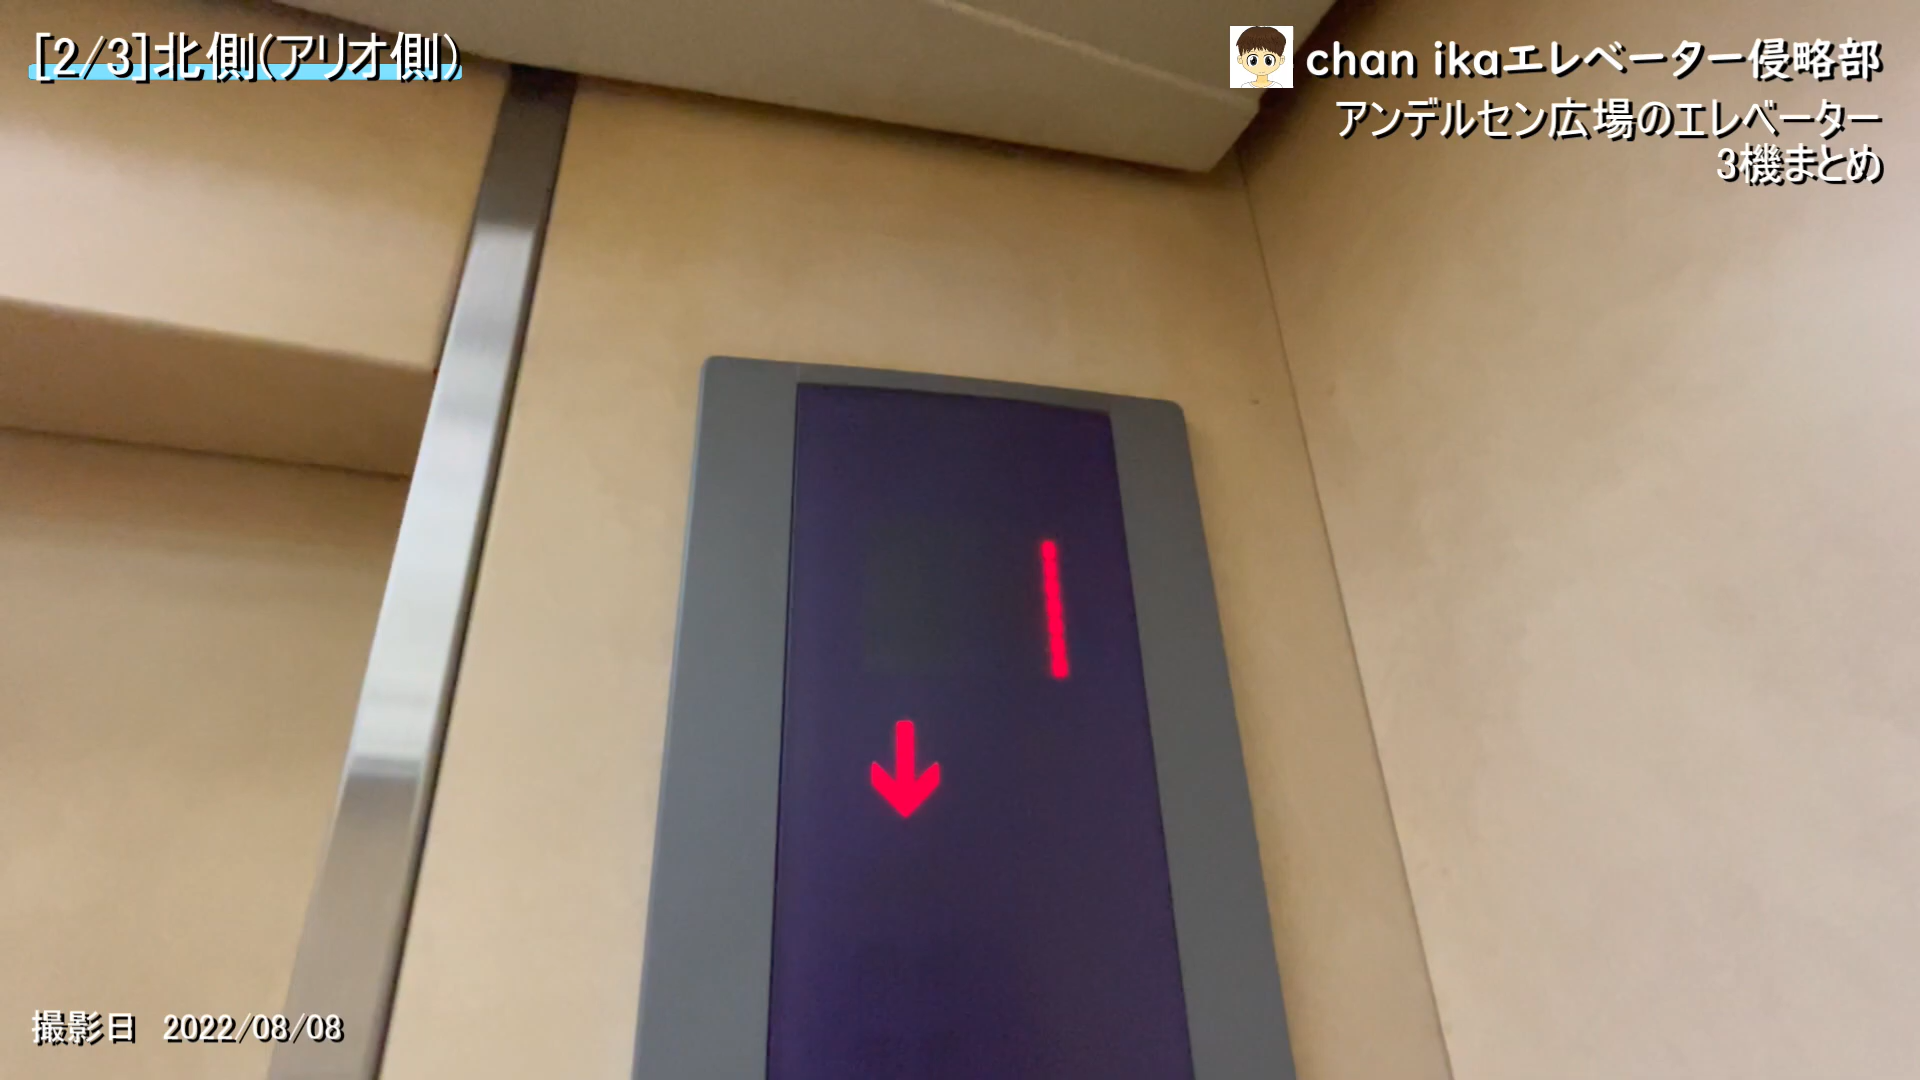 [2/3]北側(アリオ側)
chan ikaエレベーター侵略部
アンデルセン広場のエレベーター
3機まとめ
1
撮影日 2022/08/08